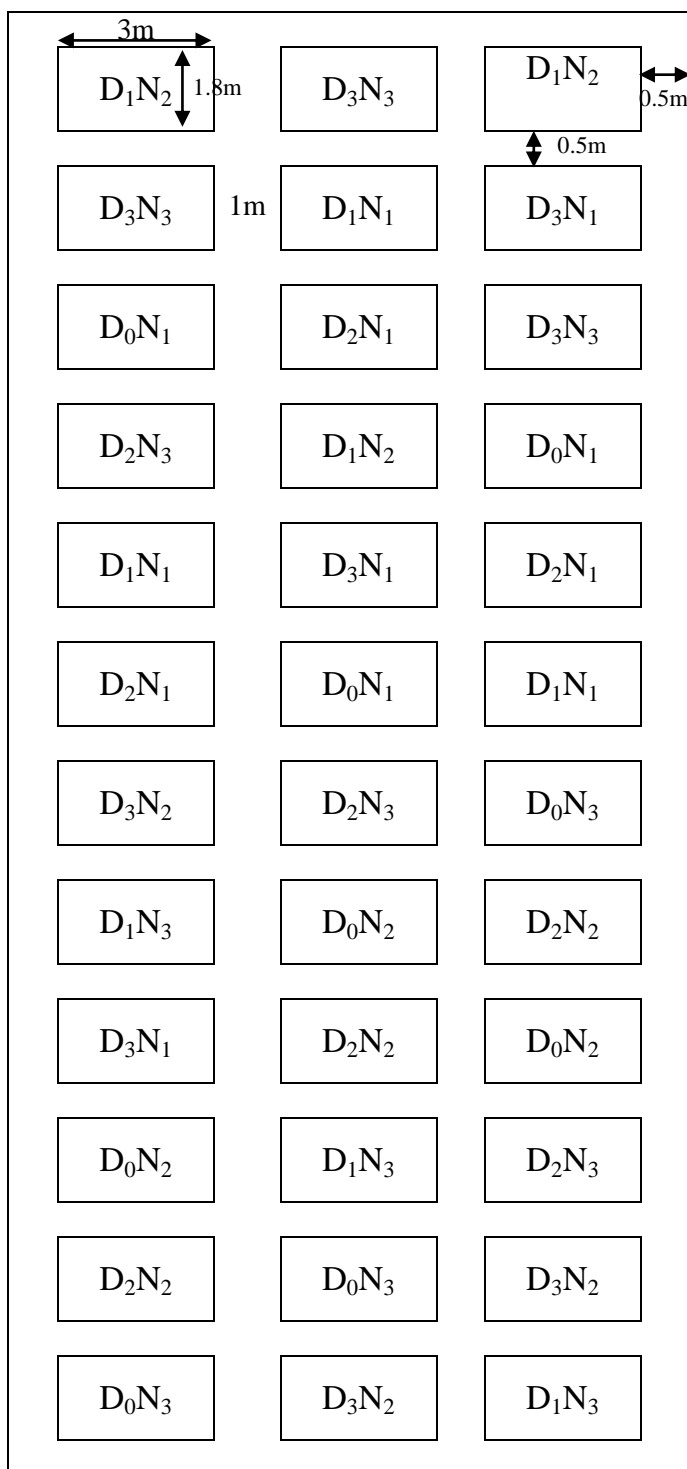 3m
D₁N₂ 1.8m D₃N₃ D₁N₂ 0.5m
0.5m
D₃N₃ 1m D₁N₁ D₃N₁
D₀N₁ D₂N₁ D₃N₃
D₂N₃ D₁N₂ D₀N₁
D₁N₁ D₃N₁ D₂N₁
D₂N₁ D₀N₁ D₁N₁
D₃N₂ D₂N₃ D₀N₃
D₁N₃ D₀N₂ D₂N₂
D₃N₁ D₂N₂ D₀N₂
D₀N₂ D₁N₃ D₂N₃
D₂N₂ D₀N₃ D₃N₂
D₀N₃ D₃N₂ D₁N₃